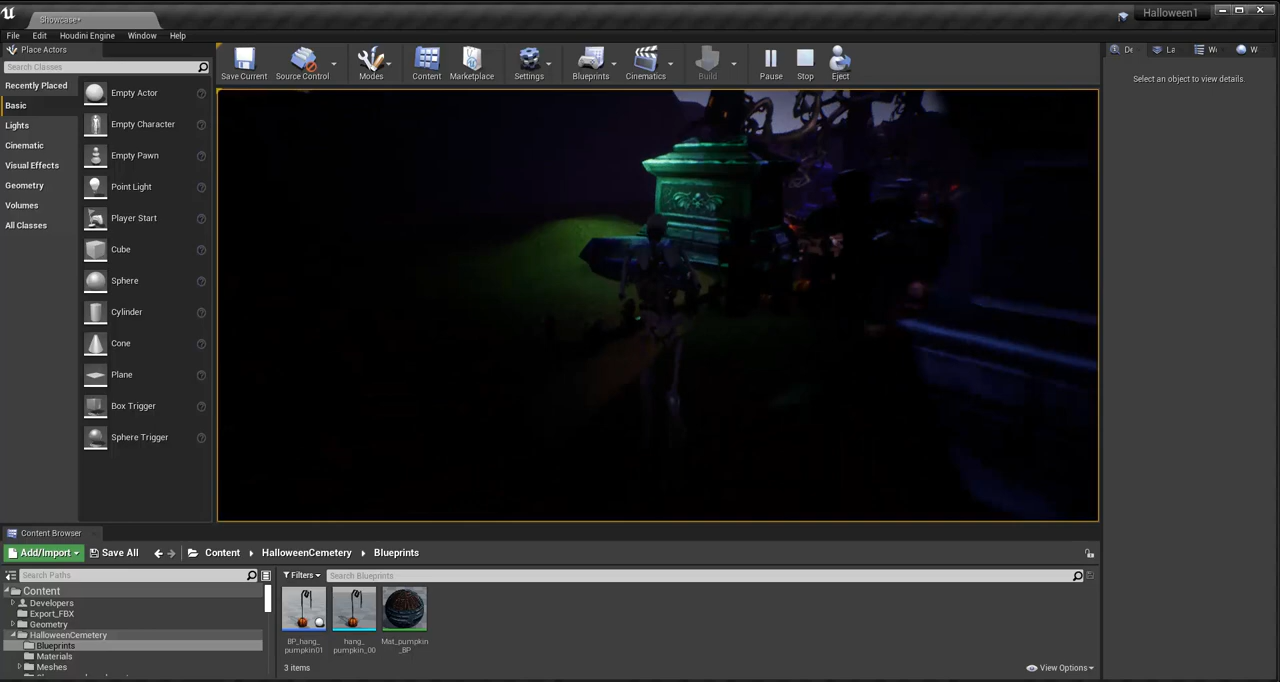 Showcase*
Halloween1
File Edit Houdini Engine Window Help
Place Actors
Search Classes
Recently Placed
Basic
Lights
Cinematic
Visual Effects
Geometry
Volumes
All Classes
Empty Actor
Empty Character
Empty Pawn
Point Light
Player Start
Cube
Sphere
Cylinder
Cone
Plane
Box Trigger
Sphere Trigger
Save Current Source Control Modes Content Marketplace Settings Blueprints Cinematics Build Pause Stop Eject
De La W W
Select an object to view details.
Content Browser
Add/Import Save All Content HalloweenCemetery Blueprints
Search Paths
Filters Search Blueprints
Content
Developers
Export_FBX
Geometry
HalloweenCemetery
Blueprints
Materials
Meshes
BP_hang_
pumpkin01
hang_
pumpkin_00
Mat_pumpkin
_BP
3 items
View Options